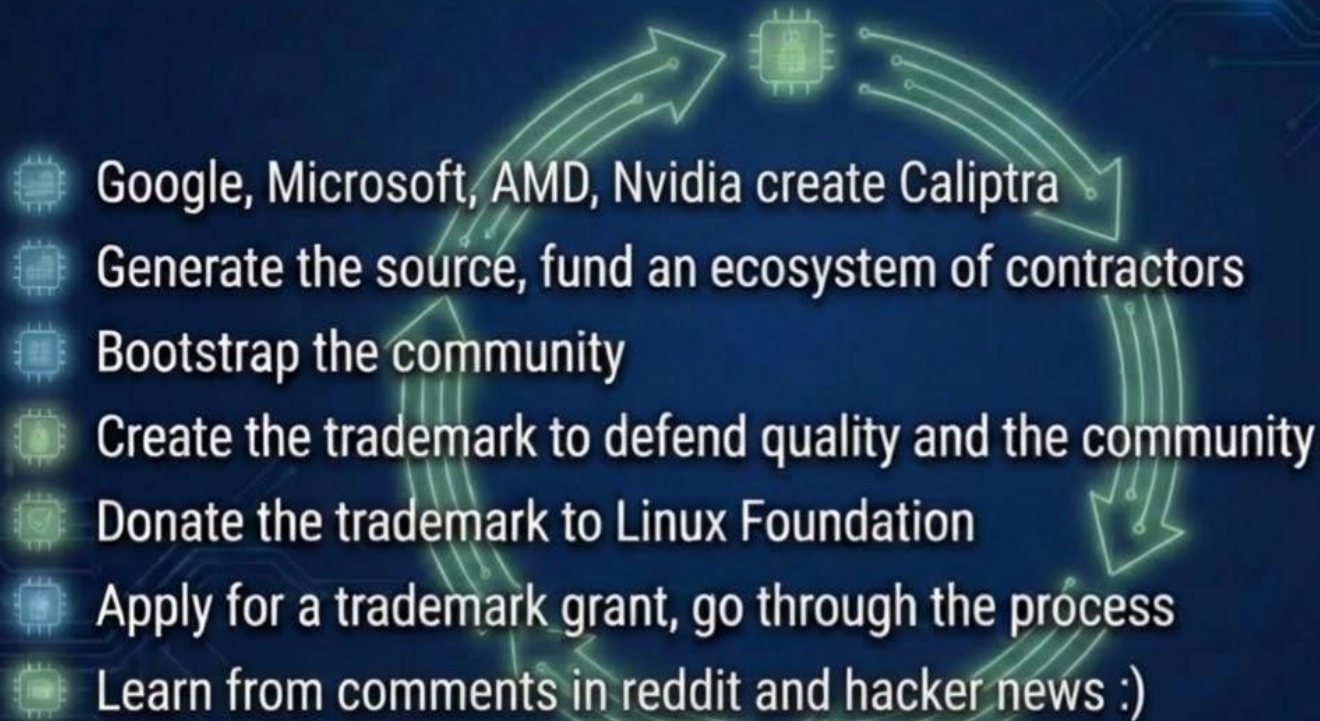 Google, Microsoft, AMD, Nvidia create Caliptra
Generate the source, fund an ecosystem of contractors
Bootstrap the community
Create the trademark to defend quality and the community
Donate the trademark to Linux Foundation
Apply for a trademark grant, go through the process
Learn from comments in reddit and hacker news :)